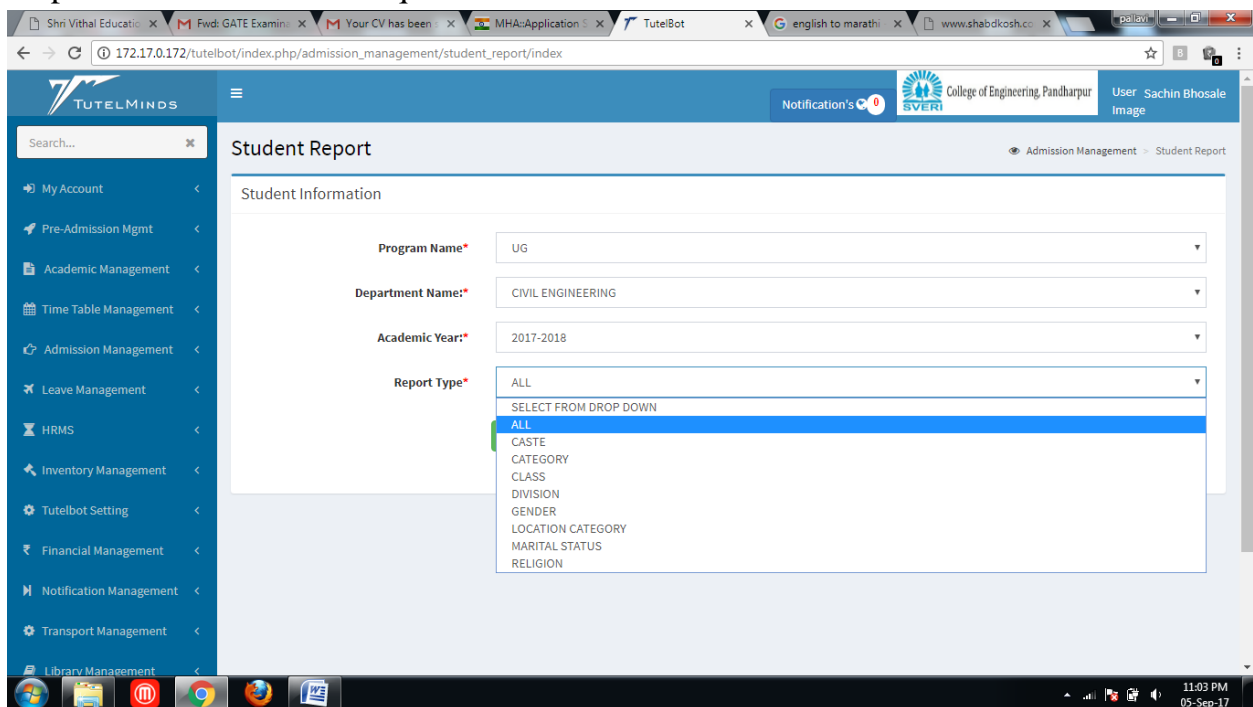 Shri Vithal Educatio
Fwd: GATE Examina
Your CV has been s
MHA::Application S
TutelBot
english to marathi
www.shabdkosh.co
pallavi
172.17.0.172/tutelbot/index.php/admission_management/student_report/index
TUTELMINDS
Notification's 0
SVERI
College of Engineering, Pandharpur
User Image
Sachin Bhosale
Search...
Student Report
Admission Management > Student Report
My Account
Student Information
Pre-Admission Mgmt
Program Name*
UG
Academic Management
Department Name:*
CIVIL ENGINEERING
Time Table Management
Academic Year:*
2017-2018
Admission Management
Report Type*
ALL
Leave Management
SELECT FROM DROP DOWN
ALL
CASTE
CATEGORY
CLASS
DIVISION
GENDER
LOCATION CATEGORY
MARITAL STATUS
RELIGION
HRMS
Inventory Management
Tutelbot Setting
Financial Management
Notification Management
Transport Management
Library Management
11:03 PM
05-Sep-17